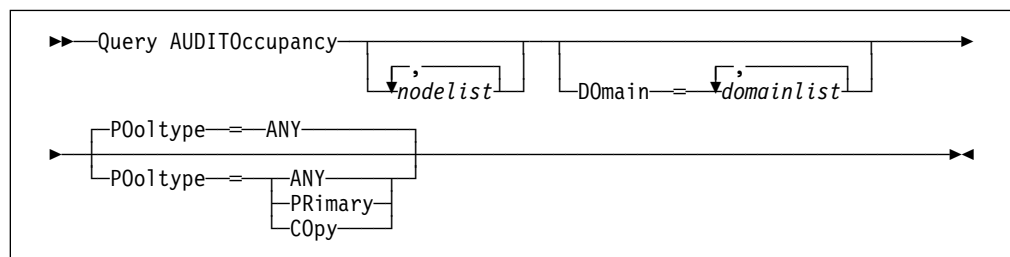 Query AUDITOccupancy
,
nodelist
,
DOmain = domainlist
POoltype = ANY
POoltype = ANY
PRimary
COpy